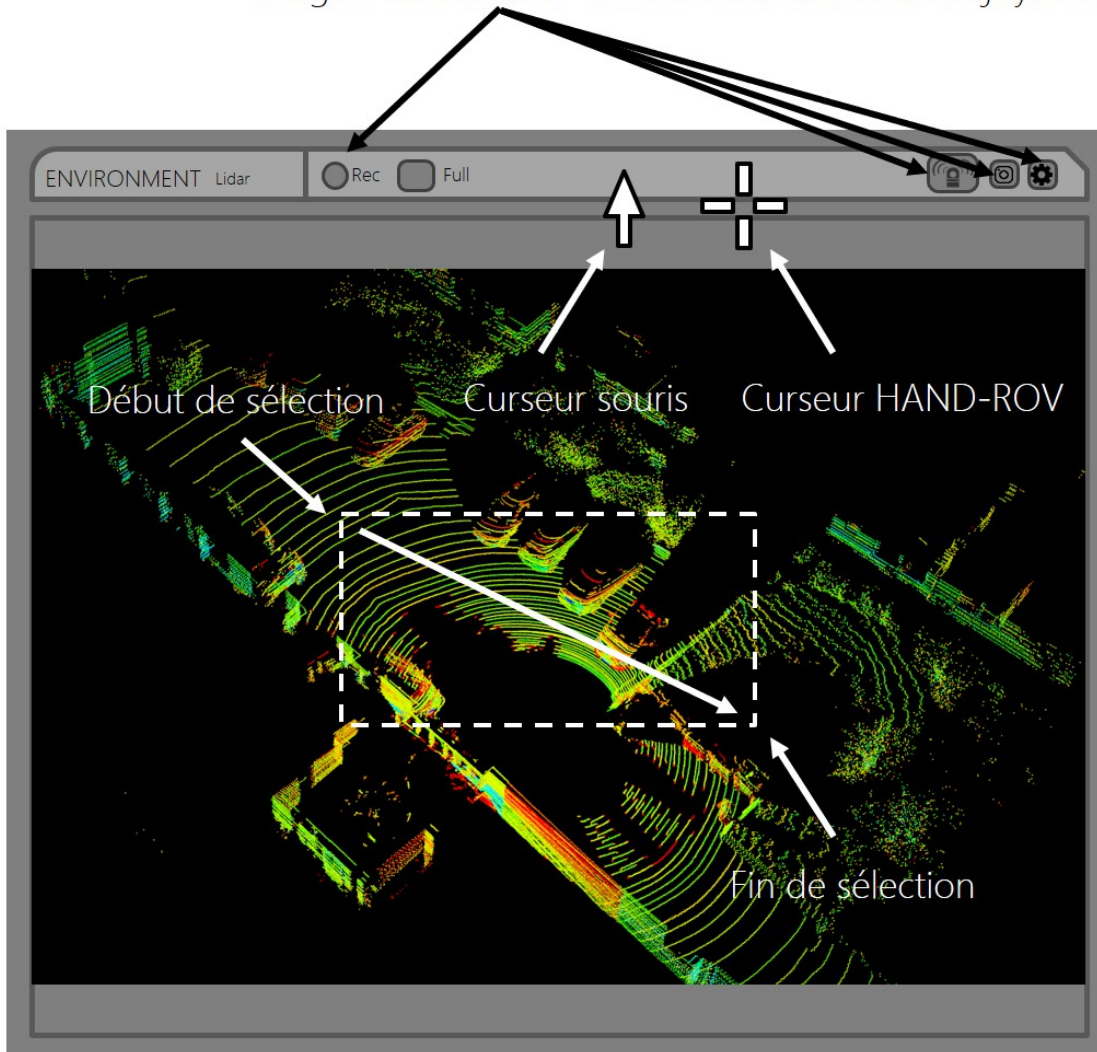 ENVIRONMENT Lidar
Rec
Full
Début de sélection
Curseur souris
Curseur HAND-ROV
Fin de sélection